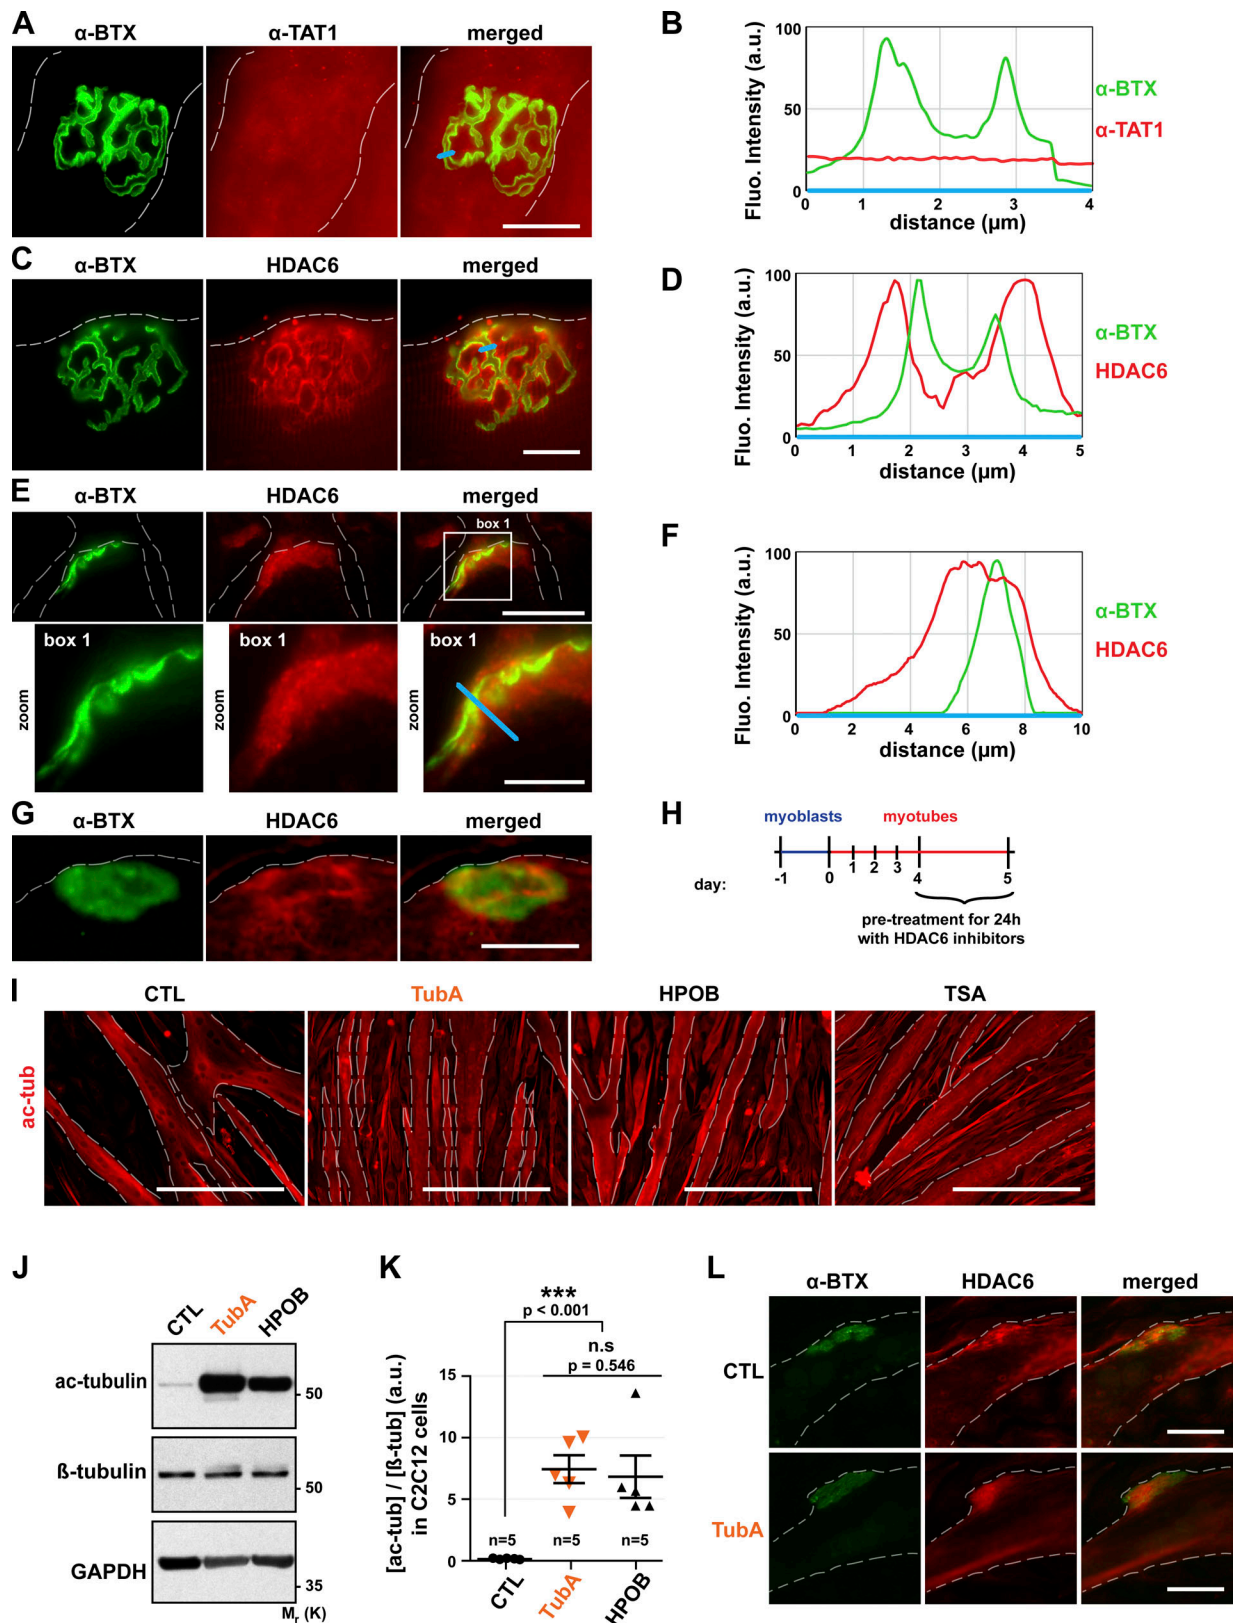 A
α-BTX α-TAT1 merged
B
Fluo. Intensity (a.u.)
100
50
0
0 1 2 3 4
distance (µm)
α-BTX
α-TAT1
C
α-BTX HDAC6 merged
D
Fluo. Intensity (a.u.)
100
50
0
0 1 2 3 4 5
distance (µm)
α-BTX
HDAC6
E
α-BTX HDAC6 merged
box 1
zoom box 1
zoom box 1
zoom
F
Fluo. Intensity (a.u.)
100
50
0
0 2 4 6 8 10
distance (µm)
α-BTX
HDAC6
G
α-BTX HDAC6 merged
H
myoblasts myotubes
day: -1 0 1 2 3 4 5
pre-treatment for 24h
with HDAC6 inhibitors
I
CTL TubA HPOB TSA
ac-tub
J
CTL TubA HPOB
ac-tubulin
50
ß-tubulin
50
GAPDH
35
Mr (K)
K
***
p < 0.001
n.s
p = 0.546
[ac-tub] / [ß-tub] (a.u.)
in C2C12 cells
15
10
5
0
n=5 n=5 n=5
CTL TubA HPOB
L
α-BTX HDAC6 merged
CTL
TubA